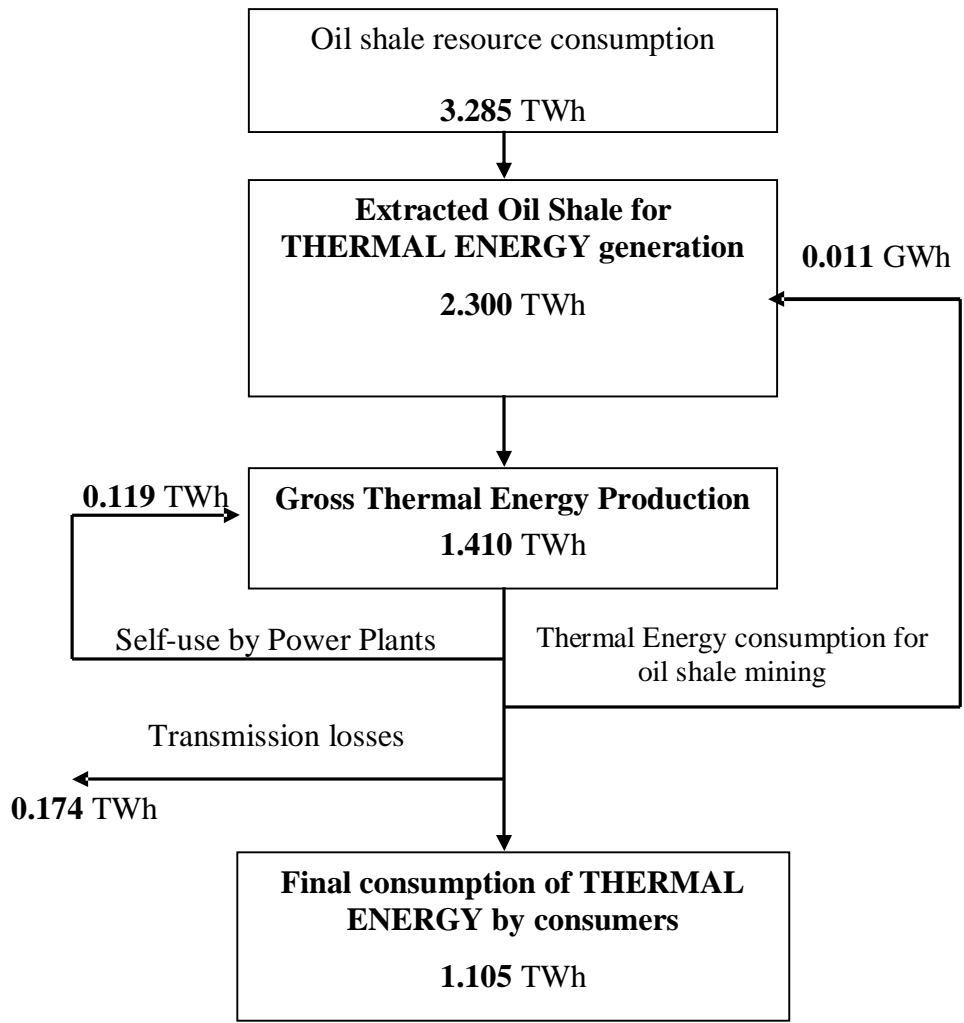 Oil shale resource consumption
3.285 TWh
Extracted Oil Shale for
THERMAL ENERGY generation
0.011 GWh
2.300 TWh
0.119 TWh
Gross Thermal Energy Production
1.410 TWh
Self-use by Power Plants
Thermal Energy consumption for
oil shale mining
Transmission losses
0.174 TWh
Final consumption of THERMAL
ENERGY by consumers
1.105 TWh